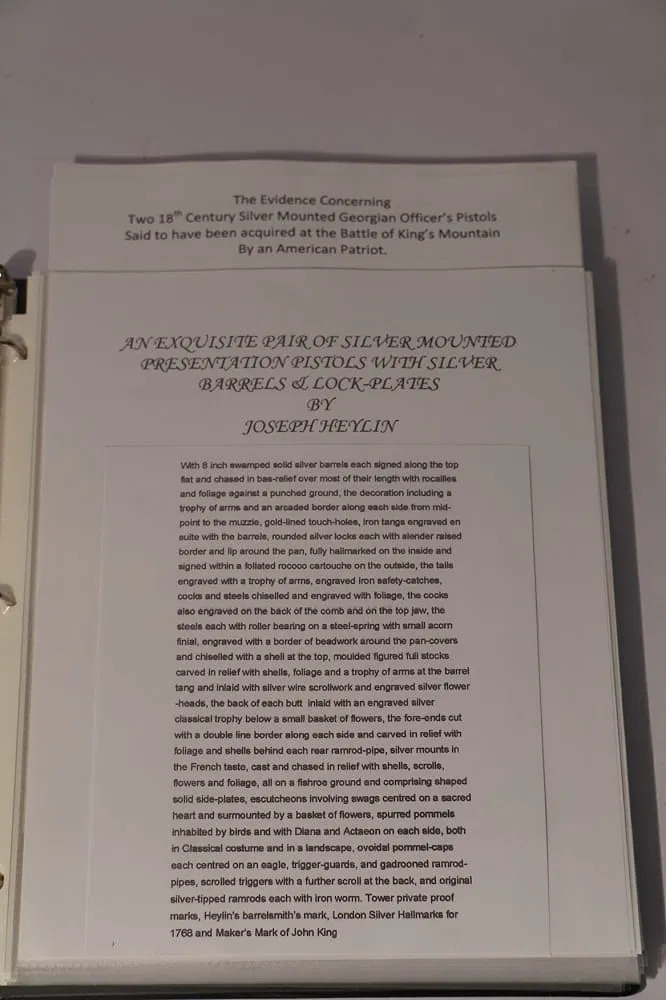 The Evidence Concerning
Two 18th Century Silver Mounted Georgian Officer's Pistols
Said to have been acquired at the Battle of King's Mountain
By an American Patriot.
AN EXQUISITE PAIR OF SILVER MOUNTED
PRESENTATION PISTOLS WITH SILVER
BARRELS & LOCK-PLATES
BY
JOSEPH HEYLIN
With 8 inch swamped solid silver barrels each signed along the top
flat and chased in bas-relief over most of their length with rocailles
and foliage against a punched ground, the decoration including a
trophy of arms and an arcaded border along each side from mid-
point to the muzzle, gold-lined touch-holes, iron tangs engraved en
suite with the barrels, rounded silver locks each with slender raised
border and lip around the pan, fully hallmarked on the inside and
signed within a foliated rococo cartouche on the outside, the tails
engraved with a trophy of arms, engraved iron safety-catches,
cocks and steels chiselled and engraved with foliage, the cocks
also engraved on the back of the comb and on the top jaw, the
steels each with roller bearing on a steel-spring with small acorn
finial, engraved with a border of beadwork around the pan-covers
and chiselled with a shell at the top, moulded figured full stocks
carved in relief with shells, foliage and a trophy of arms at the barrel
tang and inlaid with silver wire scrollwork and engraved silver flower
-heads, the back of each butt inlaid with an engraved silver
classical trophy below a small basket of flowers, the fore-ends cut
with a double line border along each side and carved in relief with
foliage and shells behind each rear ramrod-pipe, silver mounts in
the French taste, cast and chased in relief with shells, scrolls,
flowers and foliage, all on a fishroe ground and comprising shaped
solid side-plates, escutcheons involving swags centred on a sacred
heart and surmounted by a basket of flowers, spurred pommels
inhabited by birds and with Diana and Actaeon on each side, both
in Classical costume and in a landscape, ovoidal pommel-caps
each centred on an eagle, trigger-guards, and gadrooned ramrod-
pipes, scrolled triggers with a further scroll at the back, and original
silver-tipped ramrods each with iron worm. Tower private proof
marks, Heylin's barrelsmith's mark, London Silver Hallmarks for
1768 and Maker's Mark of John King